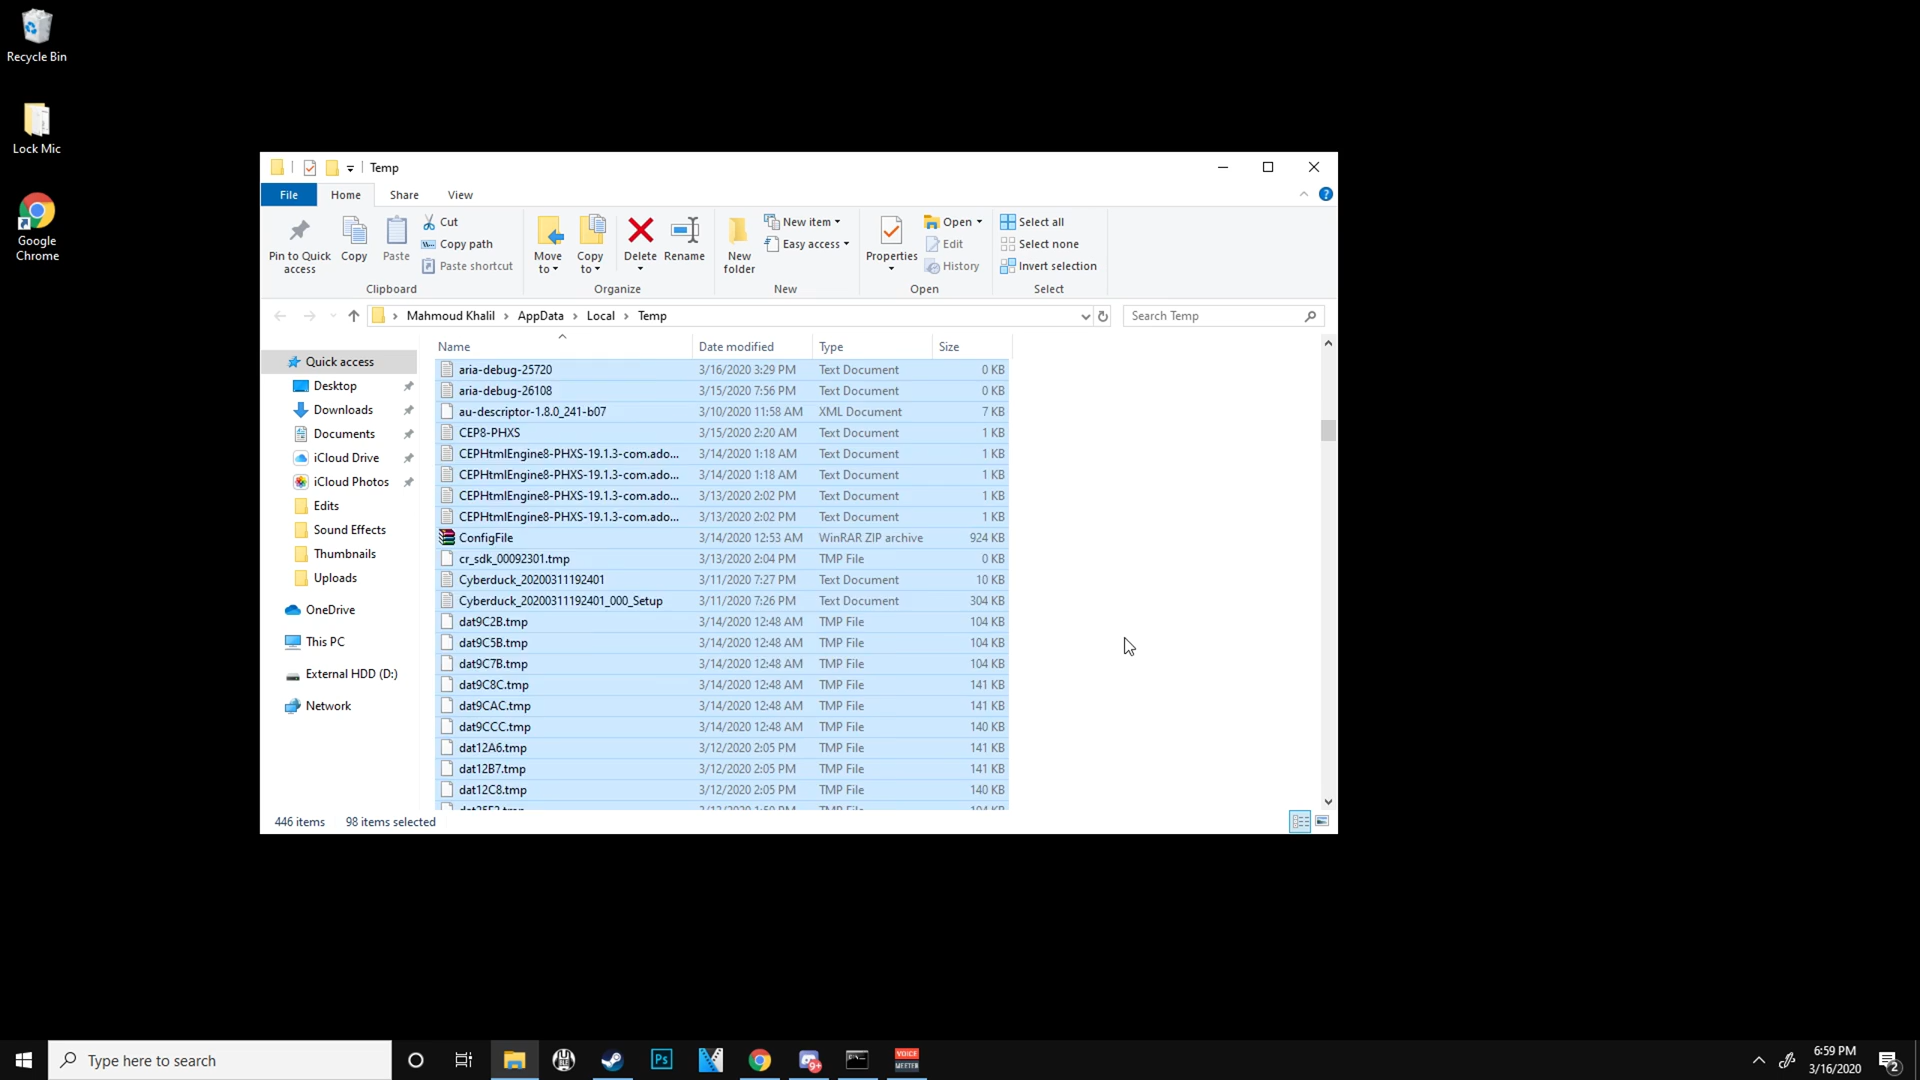 Recycle Bin
Lock Mic
Google
Chrome
Temp
File Home Share View
Pin to Quick
access
Copy
Paste
Cut
Copy path
Paste shortcut
Clipboard
Move
to
Copy
to
Delete
Rename
Organize
New
folder
New item
Easy access
New
Properties
Open
Edit
History
Open
Select all
Select none
Invert selection
Select
Mahmoud Khalil > AppData > Local > Temp
Search Temp
Quick access
Desktop
Downloads
Documents
iCloud Drive
iCloud Photos
Edits
Sound Effects
Thumbnails
Uploads
OneDrive
This PC
External HDD (D:)
Network
Name Date modified Type Size
aria-debug-25720 3/16/2020 3:29 PM Text Document 0 KB
aria-debug-26108 3/15/2020 7:56 PM Text Document 0 KB
au-descriptor-1.8.0_241-b07 3/10/2020 11:58 AM XML Document 7 KB
CEP8-PHXS 3/15/2020 2:20 AM Text Document 1 KB
CEPHtmlEngine8-PHXS-19.1.3-com.ado... 3/14/2020 1:18 AM Text Document 1 KB
CEPHtmlEngine8-PHXS-19.1.3-com.ado... 3/14/2020 1:18 AM Text Document 1 KB
CEPHtmlEngine8-PHXS-19.1.3-com.ado... 3/13/2020 2:02 PM Text Document 1 KB
CEPHtmlEngine8-PHXS-19.1.3-com.ado... 3/13/2020 2:02 PM Text Document 1 KB
ConfigFile 3/14/2020 12:53 AM WinRAR ZIP archive 924 KB
cr_sdk_00092301.tmp 3/13/2020 2:04 PM TMP File 0 KB
Cyberduck_20200311192401 3/11/2020 7:27 PM Text Document 10 KB
Cyberduck_20200311192401_000_Setup 3/11/2020 7:26 PM Text Document 304 KB
dat9C2B.tmp 3/14/2020 12:48 AM TMP File 104 KB
dat9C5B.tmp 3/14/2020 12:48 AM TMP File 104 KB
dat9C7B.tmp 3/14/2020 12:48 AM TMP File 104 KB
dat9C8C.tmp 3/14/2020 12:48 AM TMP File 141 KB
dat9CAC.tmp 3/14/2020 12:48 AM TMP File 141 KB
dat9CCC.tmp 3/14/2020 12:48 AM TMP File 140 KB
dat12A6.tmp 3/12/2020 2:05 PM TMP File 141 KB
dat12B7.tmp 3/12/2020 2:05 PM TMP File 141 KB
dat12C8.tmp 3/12/2020 2:05 PM TMP File 140 KB
446 items 98 items selected
Type here to search
Ps
9+
VOICE
MEETER
6:59 PM
3/16/2020
2